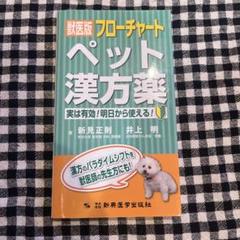 獣医版 フローチャート
ペット
漢方薬
実は有効！明日から使える！
新見正則
井上 明
漢方のパラダイムシフトを
獣医師の先生方にも！
新興医学出版社